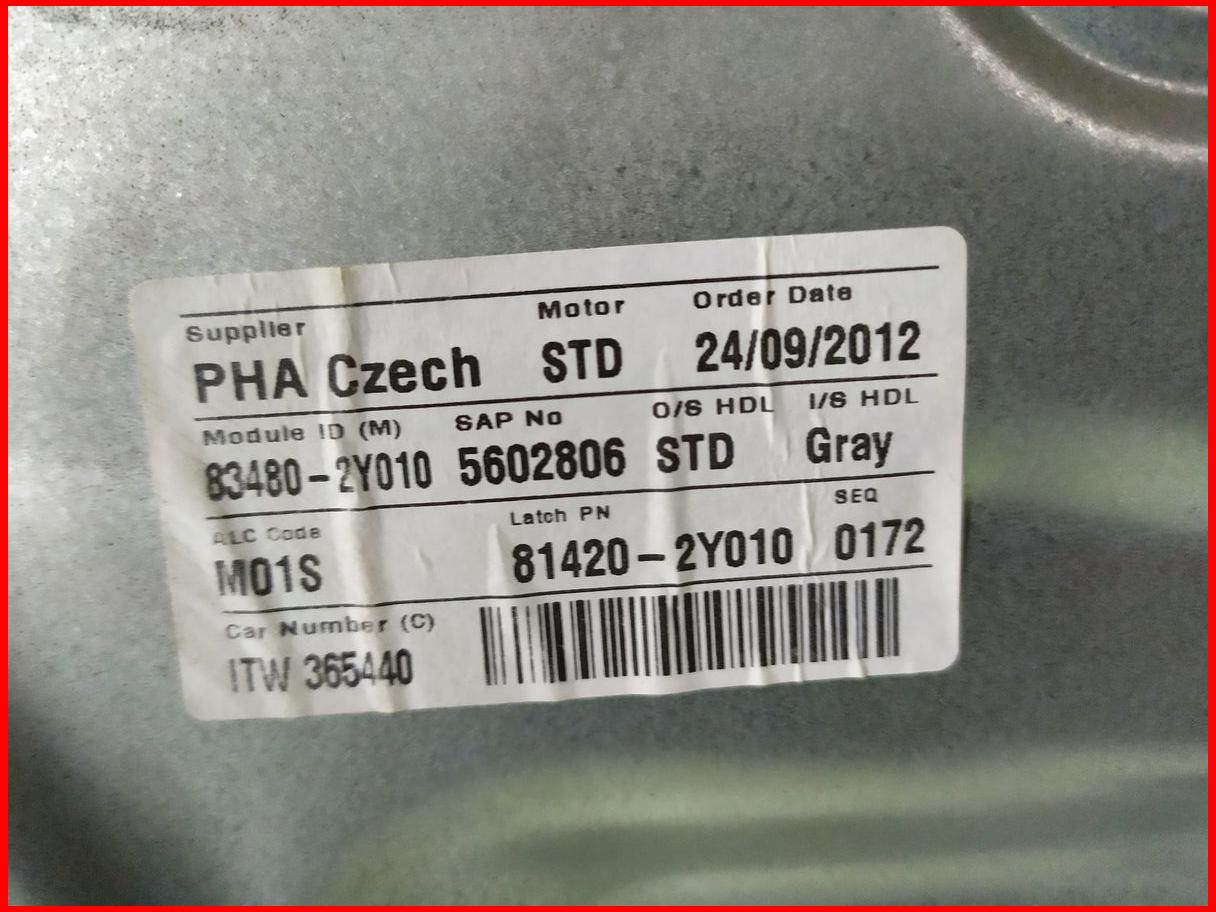 Supplier Motor Order Date
PHA Czech STD 24/09/2012
Module ID (M) SAP No O/S HDL I/S HDL
83480-2Y010 5602806 STD Gray
ALC Code Latch PN SEQ
M01S 81420-2Y010 0172
Car Number (C)
ITW 365440